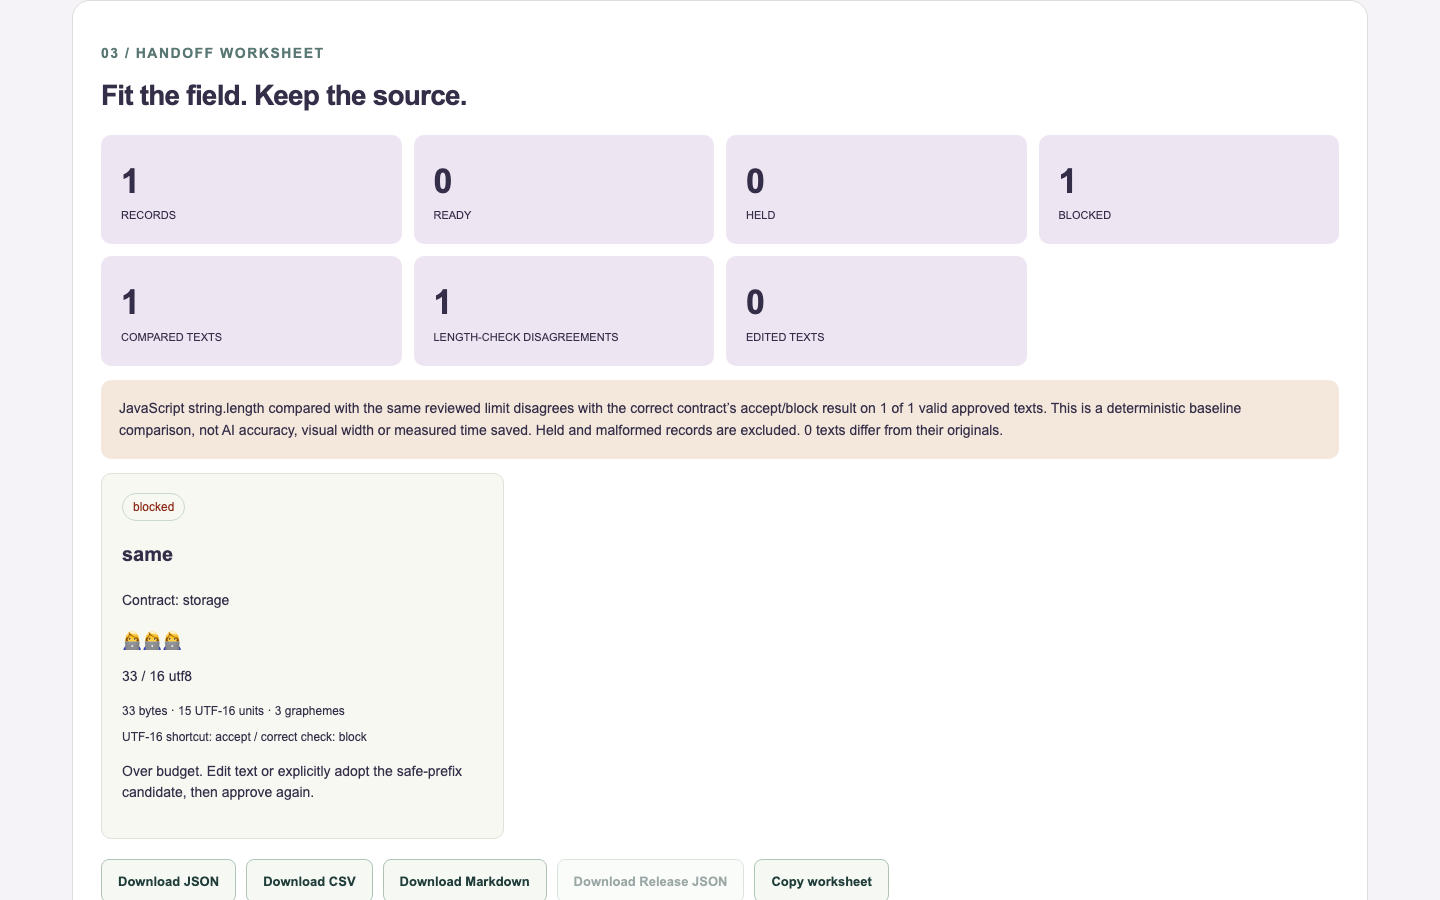 03 / HANDOFF WORKSHEET
Fit the field. Keep the source.
1
RECORDS
0
READY
0
HELD
1
BLOCKED
1
COMPARED TEXTS
1
LENGTH-CHECK DISAGREEMENTS
0
EDITED TEXTS
JavaScript string.length compared with the same reviewed limit disagrees with the correct contract’s accept/block result on 1 of 1 valid approved texts. This is a deterministic baseline
comparison, not AI accuracy, visual width or measured time saved. Held and malformed records are excluded. 0 texts differ from their originals.
blocked
same
Contract: storage
👩‍💻👩‍💻👩‍💻
33 / 16 utf8
33 bytes · 15 UTF-16 units · 3 graphemes
UTF-16 shortcut: accept / correct check: block
Over budget. Edit text or explicitly adopt the safe-prefix
candidate, then approve again.
Download JSON
Download CSV
Download Markdown
Download Release JSON
Copy worksheet